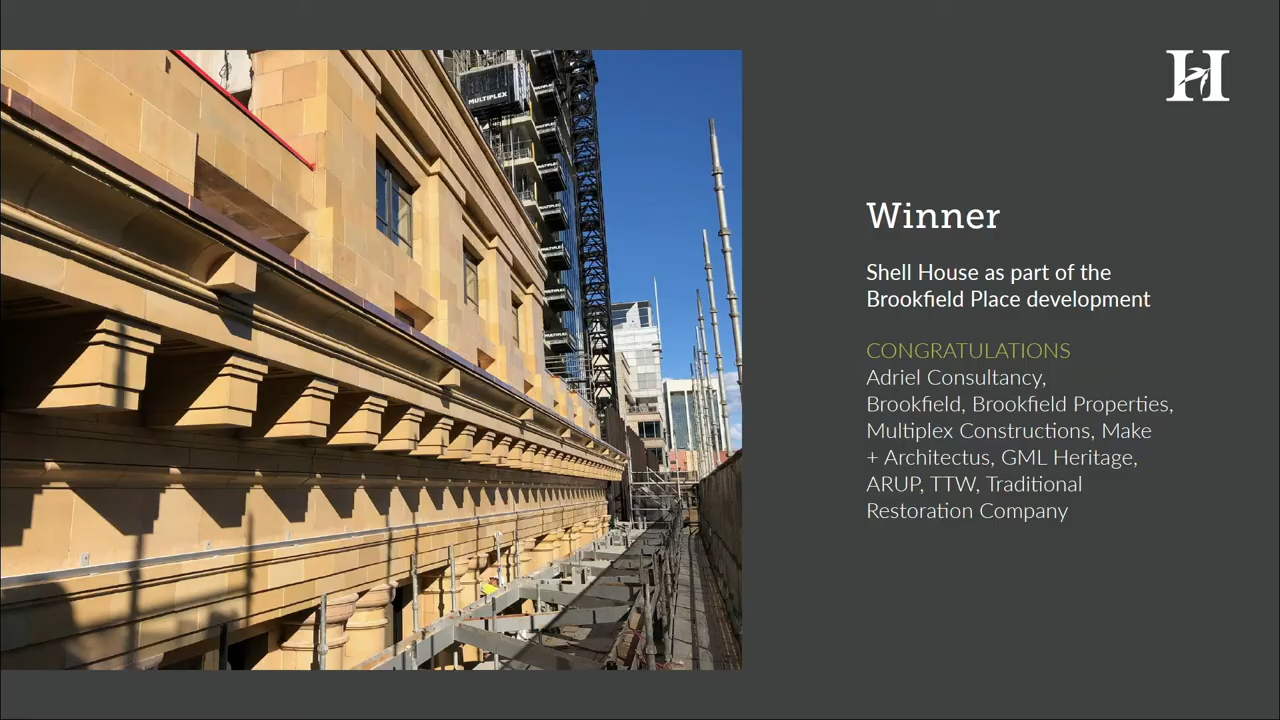 MULTIPLEX
H
Winner
Shell House as part of the
Brookfield Place development
CONGRATULATIONS
Adriel Consultancy,
Brookfield, Brookfield Properties,
Multiplex Constructions, Make
+ Architectus, GML Heritage,
ARUP, TTW, Traditional
Restoration Company